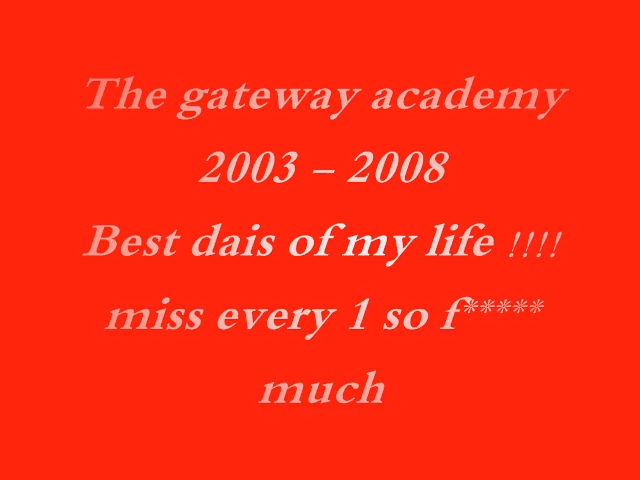 The gateway academy
2003 – 2008
Best dais of my life !!!!
miss every 1 so f*****
much